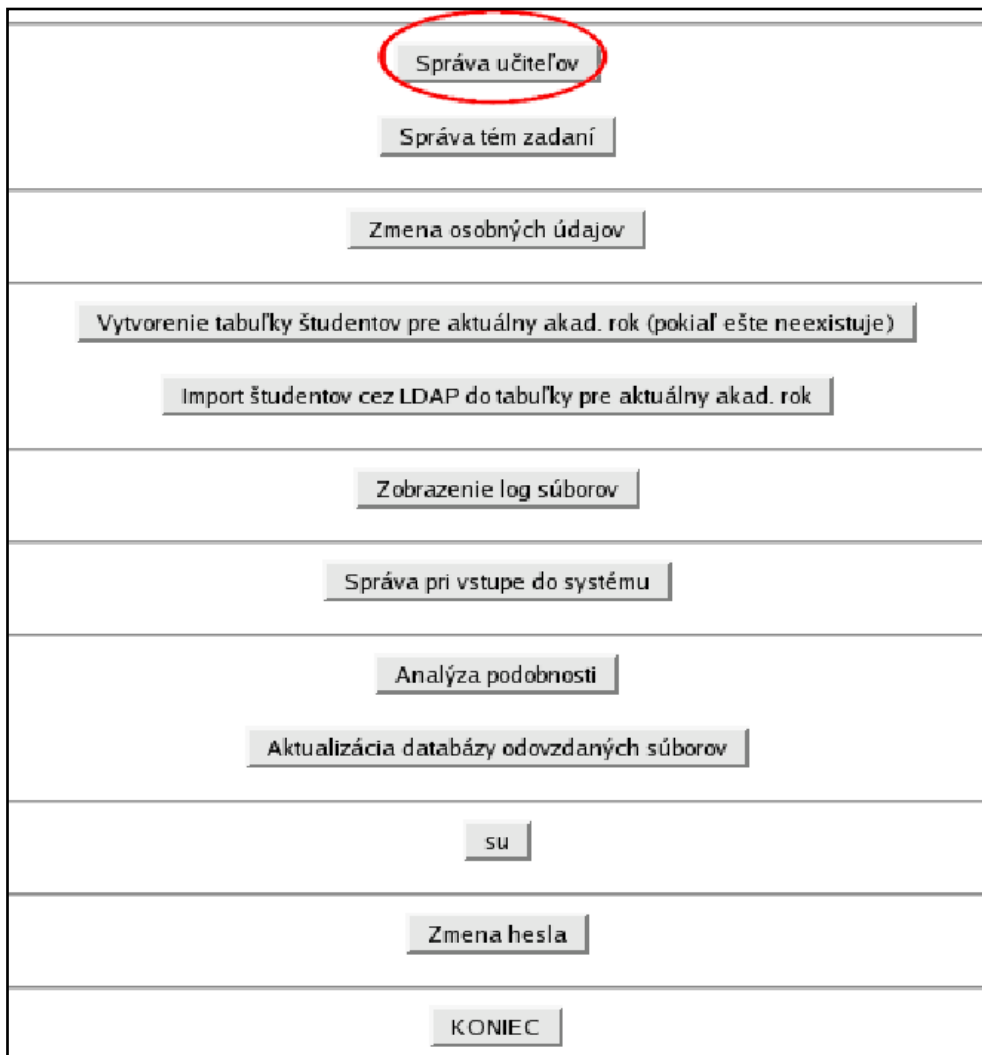 Správa učiteľov
Správa tém zadaní
Zmena osobných údajov
Vytvorenie tabuľky študentov pre aktuálny akad. rok (pokiaľ ešte neexistuje)
Import študentov cez LDAP do tabuľky pre aktuálny akad. rok
Zobrazenie log súborov
Správa pri vstupe do systému
Analýza podobnosti
Aktualizácia databázy odovzdaných súborov
su
Zmena hesla
KONIEC